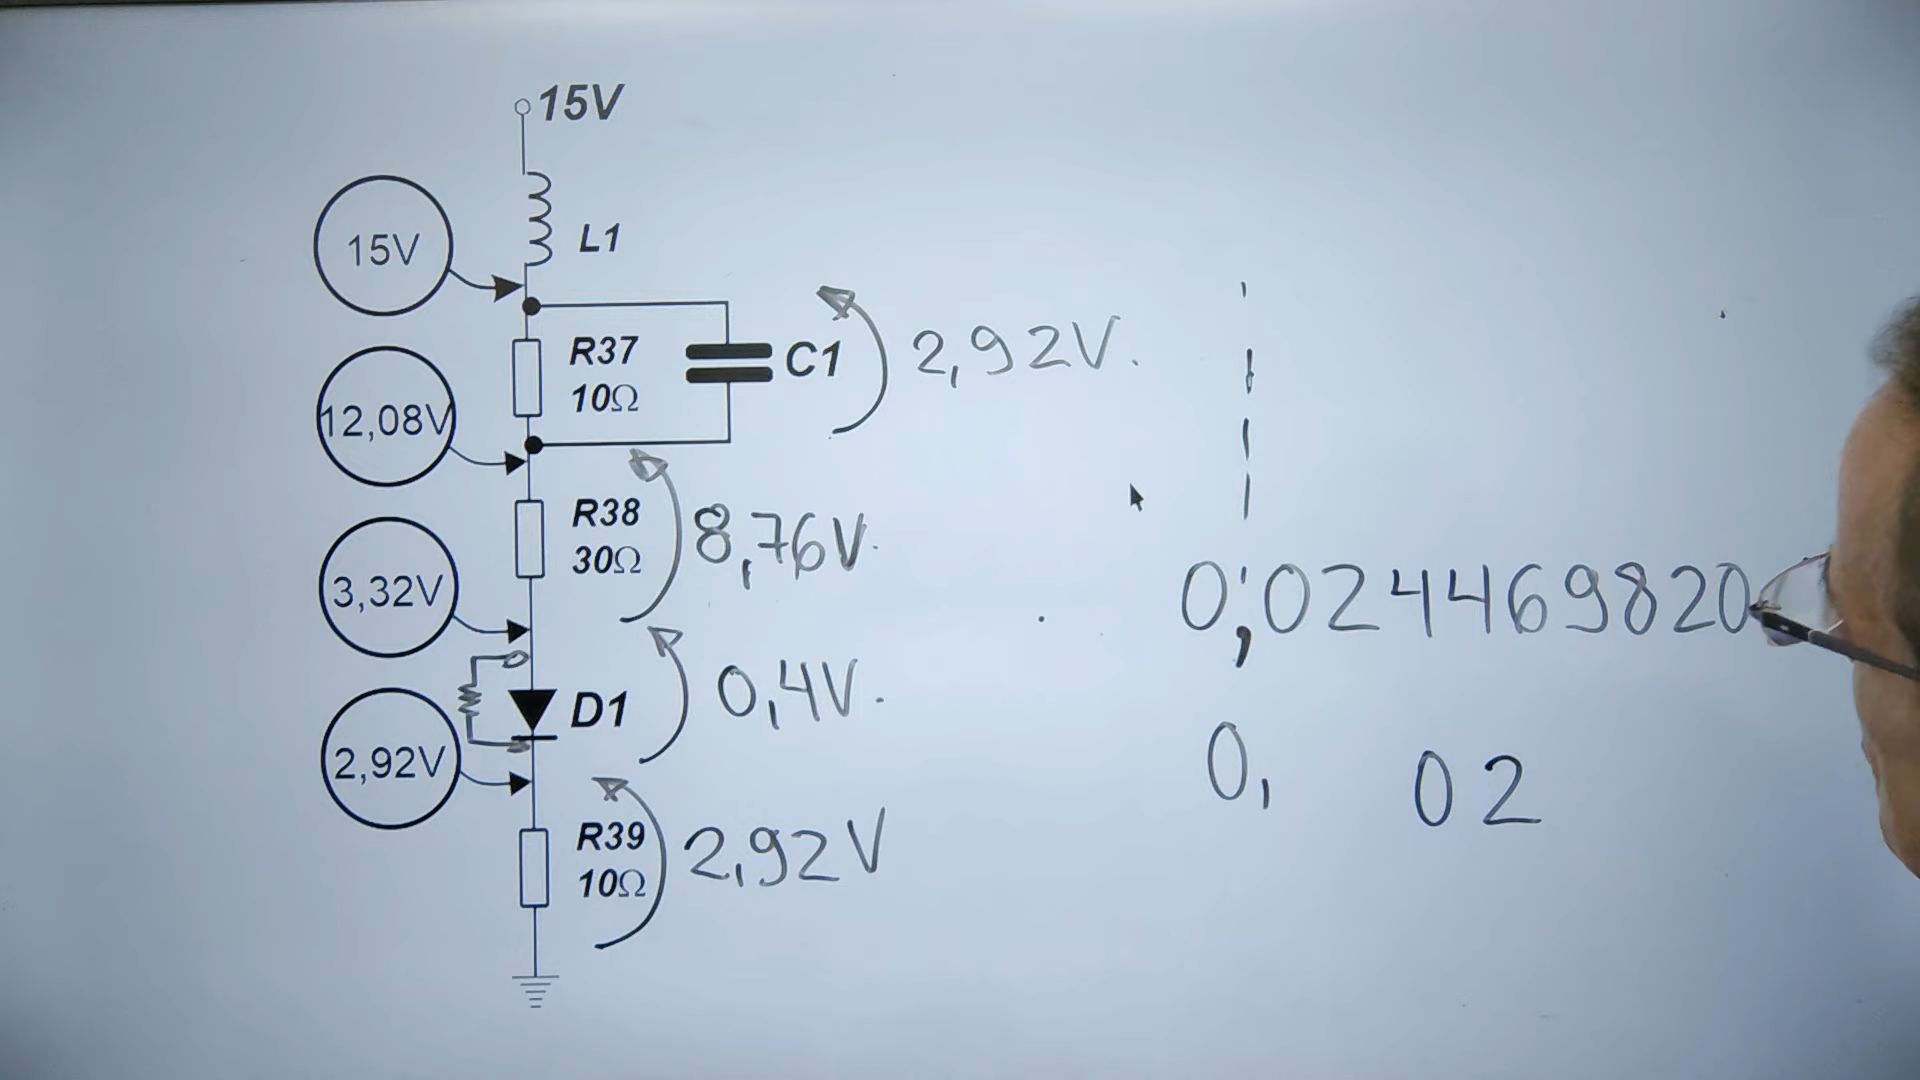 15V
15V
L1
R37
10Ω
C1
2,92V.
12,08V
R38
30Ω
8,76V.
3,32V
0,024469820
D1
0,4V.
2,92V
0, 02
R39
10Ω
2,92V